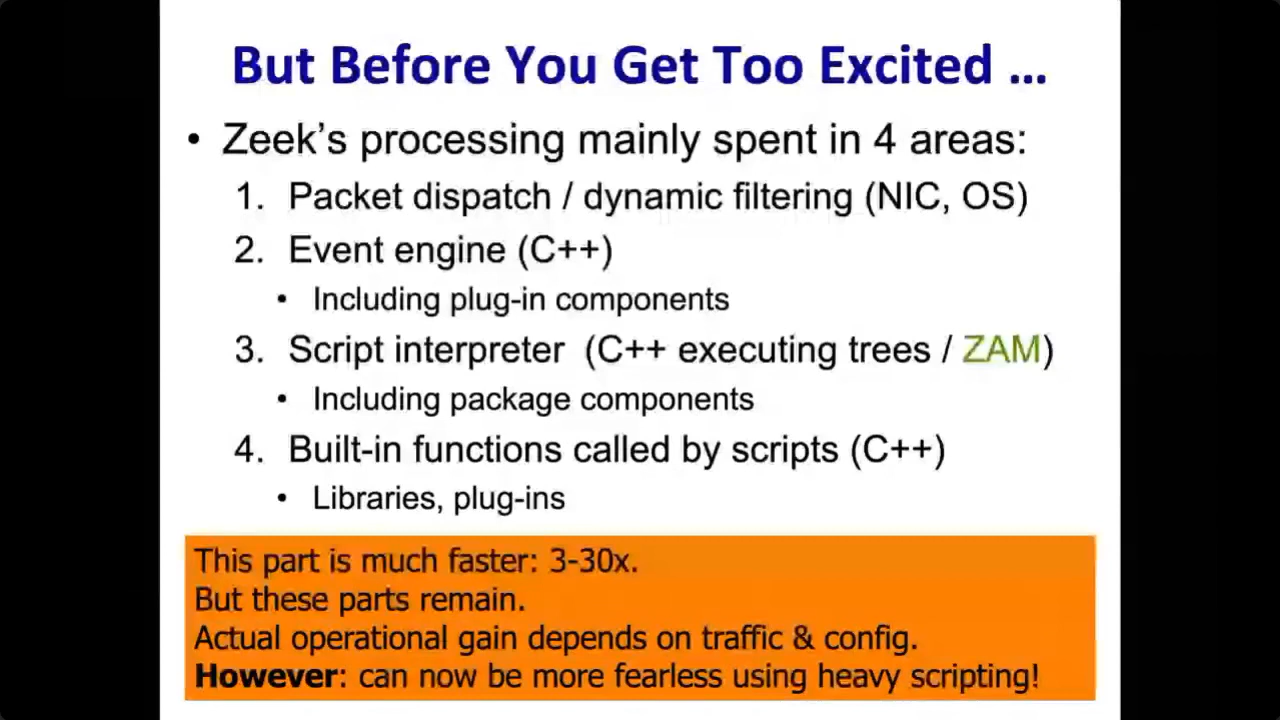 But Before You Get Too Excited ...
• Zeek's processing mainly spent in 4 areas:
1. Packet dispatch / dynamic filtering (NIC, OS)
2. Event engine (C++)
• Including plug-in components
3. Script interpreter (C++ executing trees / ZAM)
• Including package components
4. Built-in functions called by scripts (C++)
• Libraries, plug-ins
This part is much faster: 3-30x.
But these parts remain.
Actual operational gain depends on traffic & config.
However: can now be more fearless using heavy scripting!